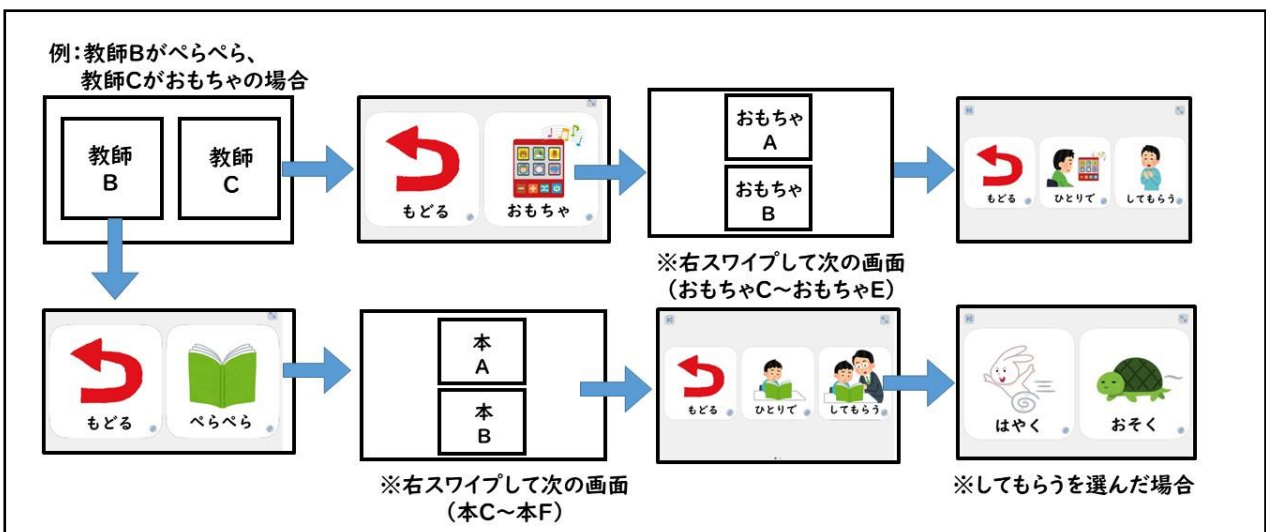 例：教師Bがぺらぺら、
教師Cがおもちゃの場合
教師
B
教師
C
もどる
おもちゃ
おもちゃ
A
おもちゃ
B
もどる
ひとりで
してもらう
※右スワイプして次の画面
（おもちゃC～おもちゃE）
もどる
ぺらぺら
本
A
本
B
もどる
ひとりで
してもらう
はやく
おそく
※右スワイプして次の画面
（本C～本F）
※してもらうを選んだ場合